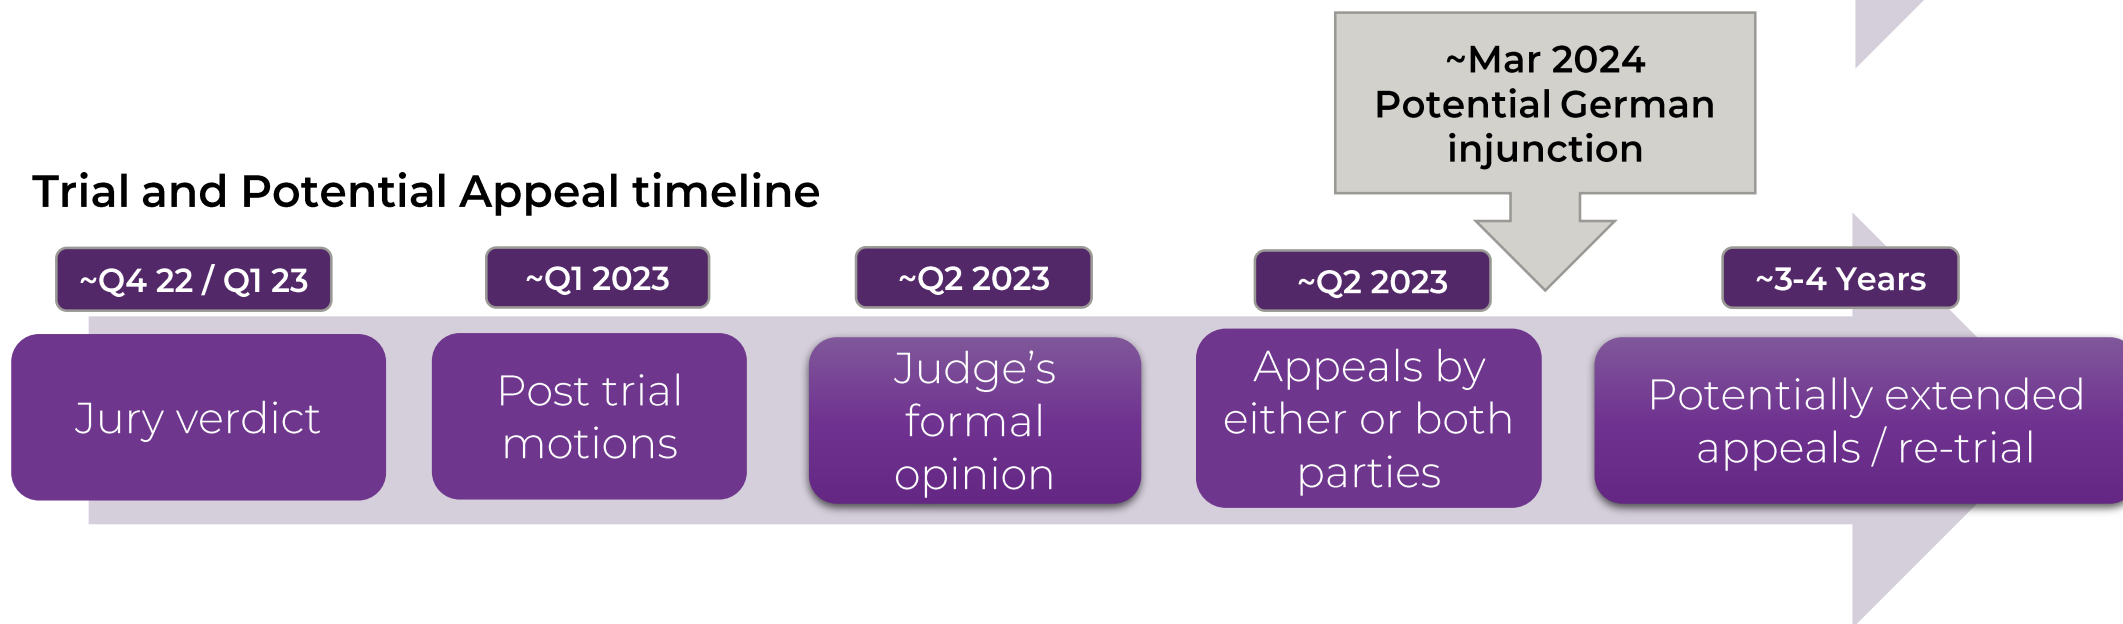 ~Mar 2024
Potential German
injunction
Trial and Potential Appeal timeline
~Q4 22 / Q1 23
~Q1 2023
~Q2 2023
~Q2 2023
~3-4 Years
Jury verdict
Post trial
motions
Judge’s
formal
opinion
Appeals by
either or both
parties
Potentially extended
appeals / re-trial